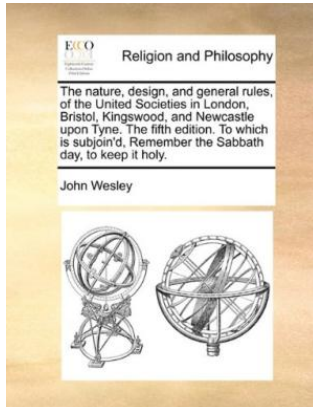 ECCO
Religion and Philosophy
The nature, design, and general rules,
of the United Societies in London,
Bristol, Kingswood, and Newcastle
upon Tyne. The fifth edition. To which
is subjoin'd, Remember the Sabbath
day, to keep it holy.
John Wesley